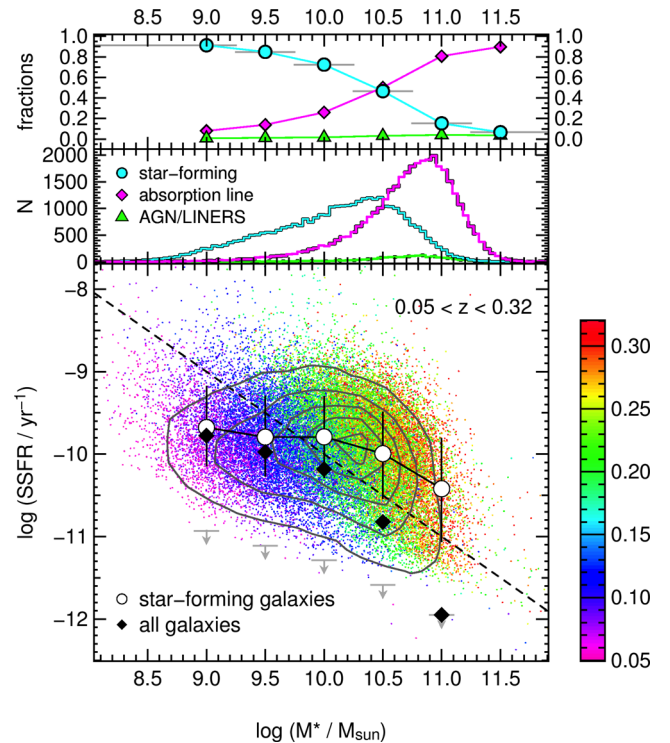 8.5 9.0 9.5 10.0 10.5 11.0 11.5
1.0 1.0
0.8 0.8
0.6 0.6
0.4 0.4
0.2 0.2
0.0 0.0
fractions
2000
1500
1000
500
0
N
star−forming
absorption line
AGN/LINERS
−8
−9
−10
−11
−12
log (SSFR / yr⁻¹)
0.05 < z < 0.32
star−forming galaxies
all galaxies
8.5 9.0 9.5 10.0 10.5 11.0 11.5
log (M* / Msun)
0.30
0.25
0.20
0.15
0.10
0.05